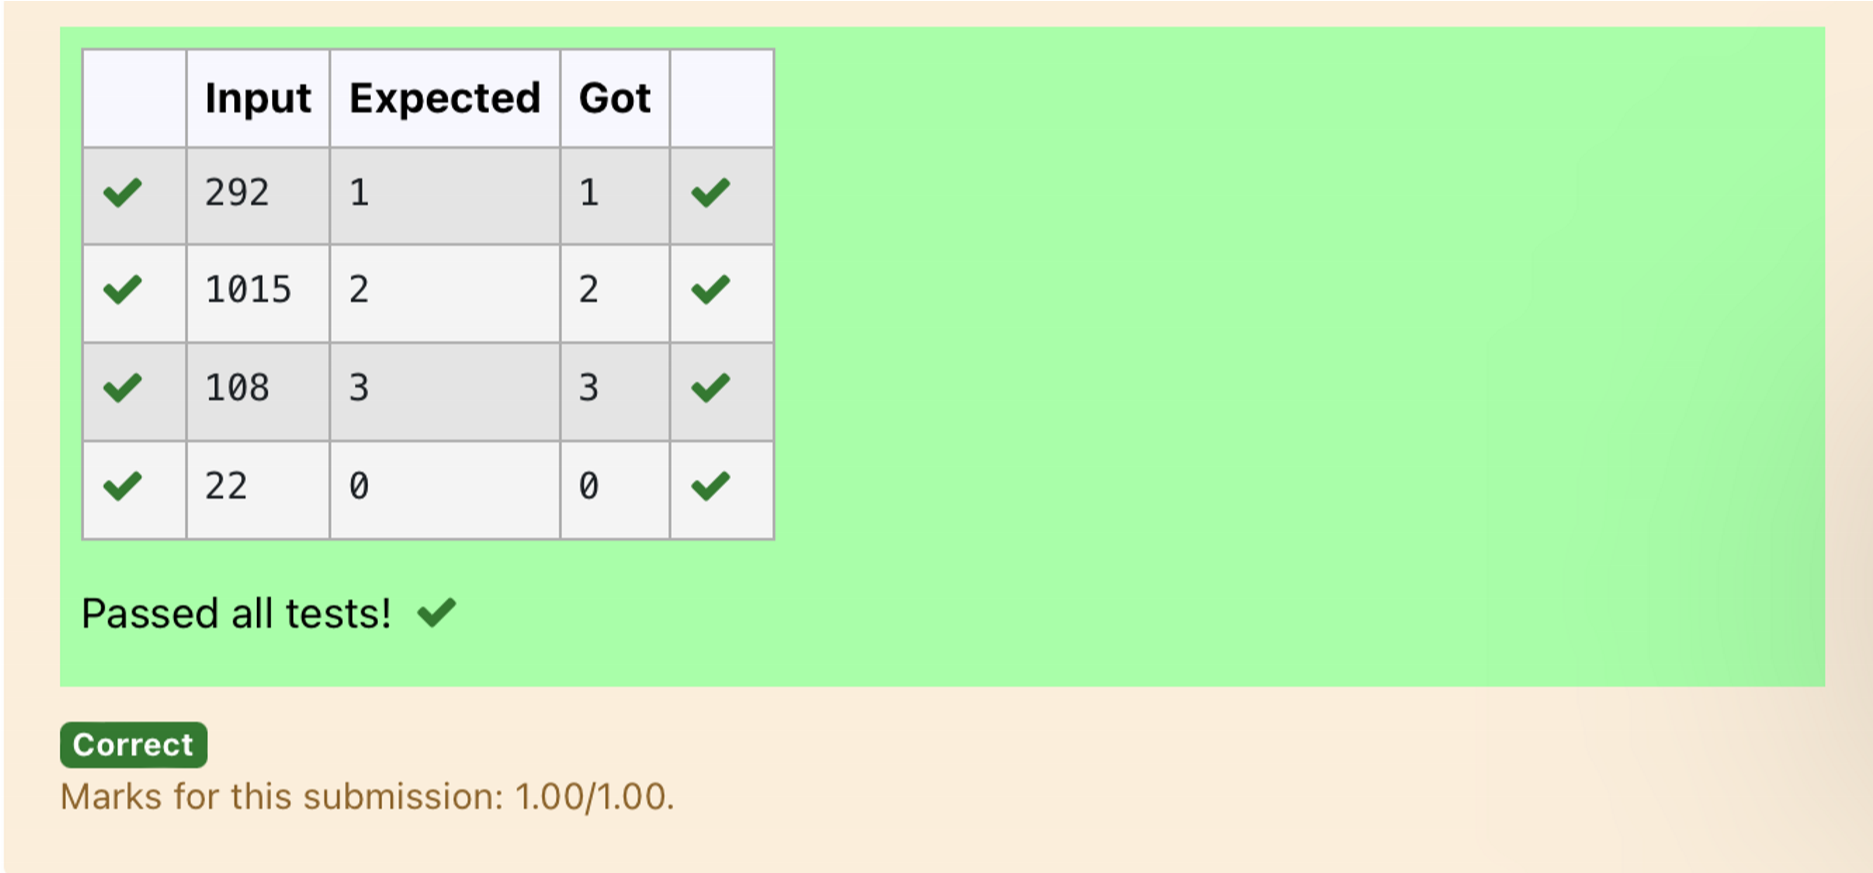 Input Expected Got
292 1 1
1015 2 2
108 3 3
22 0 0
Passed all tests!
Correct
Marks for this submission: 1.00/1.00.